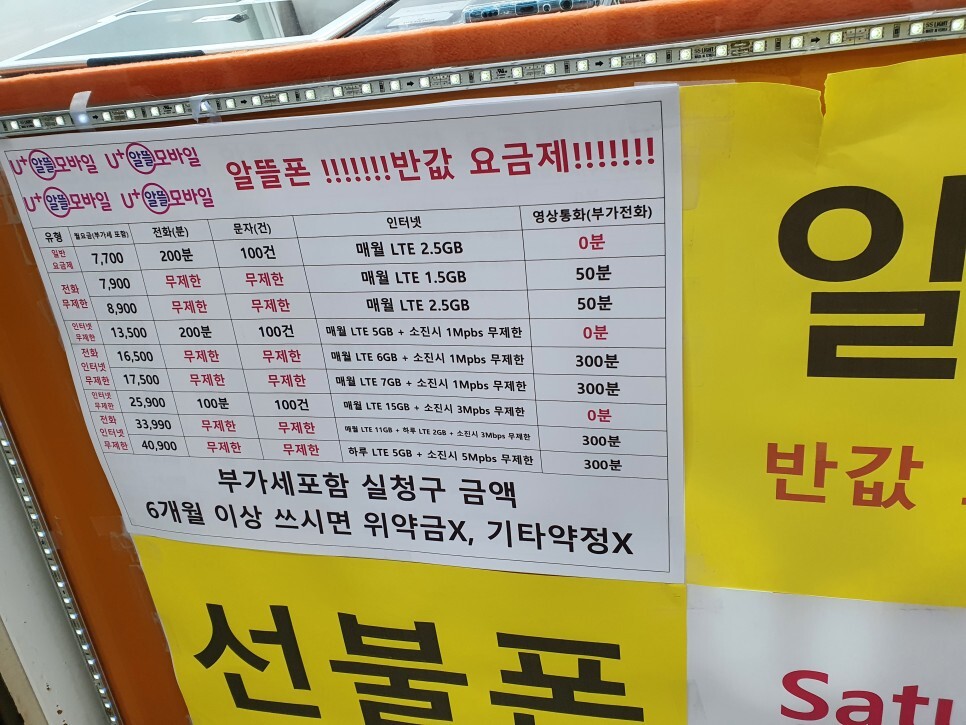 U+알뜰모바일 U+알뜰모바일
U+알뜰모바일 U+알뜰모바일
알뜰폰 !!!!!!!반값 요금제!!!!!!!
유형 월요금(부가세 포함) 전화(분) 문자(건) 인터넷 영상통화(부가전화)
일반 요금제 7,700 200분 100건 매월 LTE 2.5GB 0분
전화 무제한 7,900 무제한 무제한 매월 LTE 1.5GB 50분
8,900 무제한 무제한 매월 LTE 2.5GB 50분
인터넷 무제한 13,500 200분 100건 매월 LTE 5GB + 소진시 1Mpbs 무제한 0분
전화 인터넷 무제한 16,500 무제한 무제한 매월 LTE 6GB + 소진시 1Mpbs 무제한 300분
17,500 무제한 무제한 매월 LTE 7GB + 소진시 1Mpbs 무제한 300분
인터넷 무제한 25,900 100분 100건 매월 LTE 15GB + 소진시 3Mpbs 무제한 0분
전화 인터넷 무제한 33,990 무제한 무제한 매월 LTE 11GB + 하루 LTE 2GB + 소진시 3Mbps 무제한 300분
40,900 무제한 무제한 하루 LTE 5GB + 소진시 5Mpbs 무제한 300분
부가세포함 실청구 금액
6개월 이상 쓰시면 위약금X, 기타약정X
일
반값
선불폰
Satu